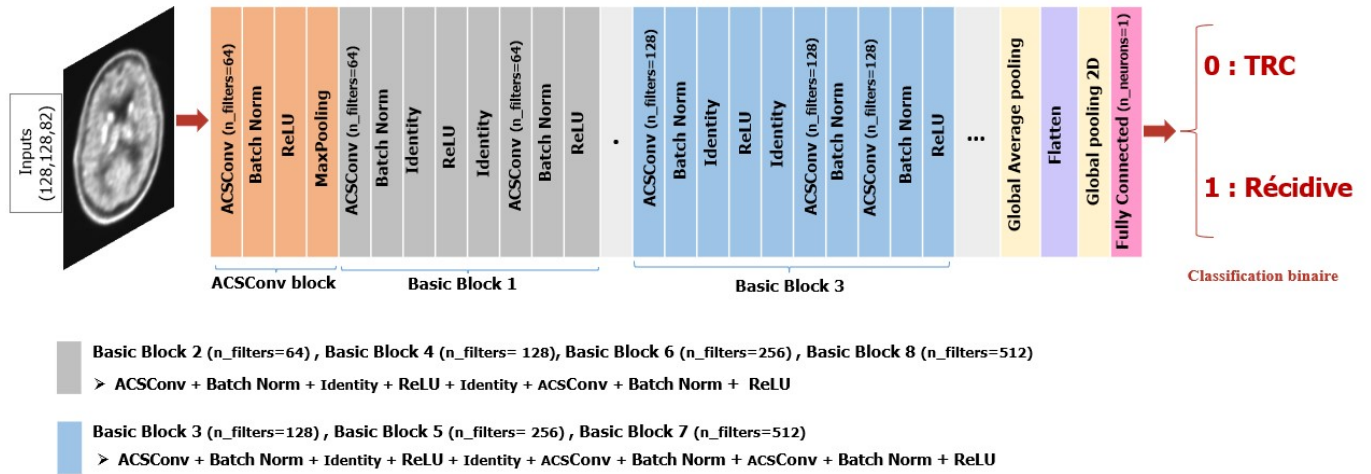 Inputs
(128,128,82)
ACSConv (n_filters=64)
Batch Norm
ReLU
MaxPooling
ACSConv (n_filters=64)
Batch Norm
Identity
ReLU
Identity
ACSConv (n_filters=64)
Batch Norm
ReLU
.
ACSConv (n_filters=128)
Batch Norm
Identity
ReLU
Identity
ACSConv (n_filters=128)
Batch Norm
ACSConv (n_filters=128)
Batch Norm
ReLU
...
Global Average pooling
Flatten
Global pooling 2D
Fully Connected (n_neurons=1)
0 : TRC
1 : Récidive
Classification binaire
ACSConv block
Basic Block 1
Basic Block 3
Basic Block 2 (n_filters=64) , Basic Block 4 (n_filters= 128), Basic Block 6 (n_filters=256) , Basic Block 8 (n_filters=512)
➢ ACSConv + Batch Norm + Identity + ReLU + Identity + ACSConv + Batch Norm + ReLU
Basic Block 3 (n_filters=128) , Basic Block 5 (n_filters= 256) , Basic Block 7 (n_filters=512)
➢ ACSConv + Batch Norm + Identity + ReLU + Identity + ACSConv + Batch Norm + ACSConv + Batch Norm + ReLU